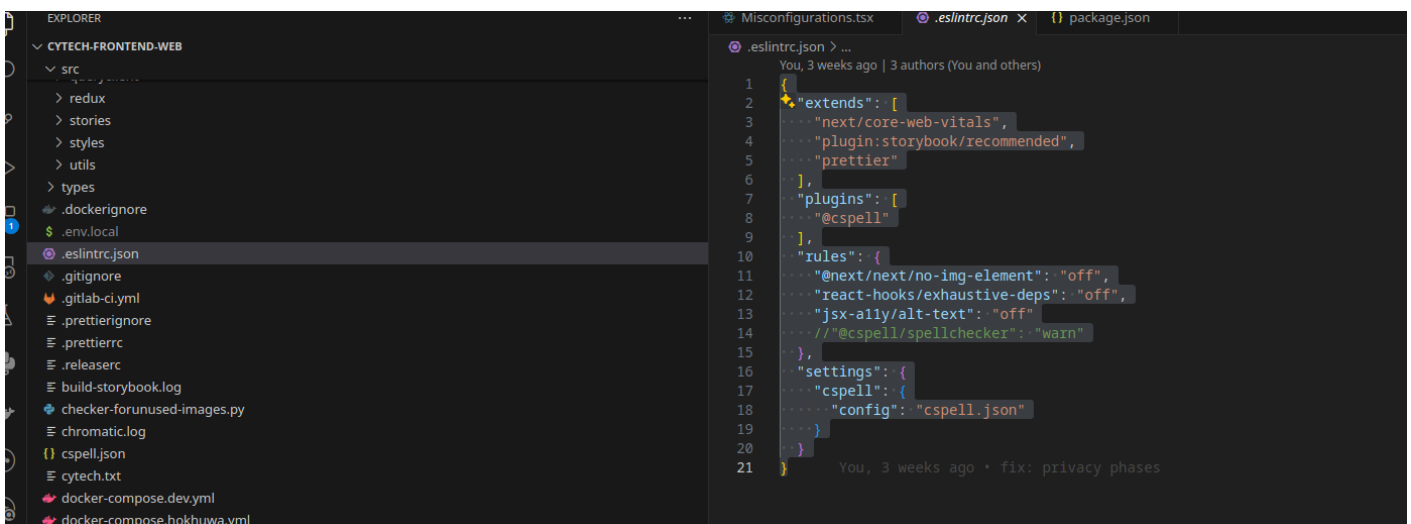 EXPLORER
···
CYTECH-FRONTEND-WEB
src
redux
stories
styles
utils
types
.dockerignore
$ .env.local
.eslintrc.json
.gitignore
.gitlab-ci.yml
.prettierignore
.prettierrc
.releaserc
build-storybook.log
checker-forunused-images.py
chromatic.log
{} cspell.json
cytech.txt
docker-compose.dev.yml
docker-compose.hokhuwa.yml
1
Misconfigurations.tsx
.eslintrc.json ×
{} package.json
.eslintrc.json > ...
You, 3 weeks ago | 3 authors (You and others)
1 {
2 "extends": [
3 "next/core-web-vitals",
4 "plugin:storybook/recommended",
5 "prettier"
6 ],
7 "plugins": [
8 "@cspell"
9 ],
10 "rules": {
11 "@next/next/no-img-element": "off",
12 "react-hooks/exhaustive-deps": "off",
13 "jsx-a11y/alt-text": "off"
14 //"@cspell/spellchecker": "warn"
15 },
16 "settings": {
17 "cspell": {
18 "config": "cspell.json"
19 }
20 }
21 } You, 3 weeks ago • fix: privacy phases